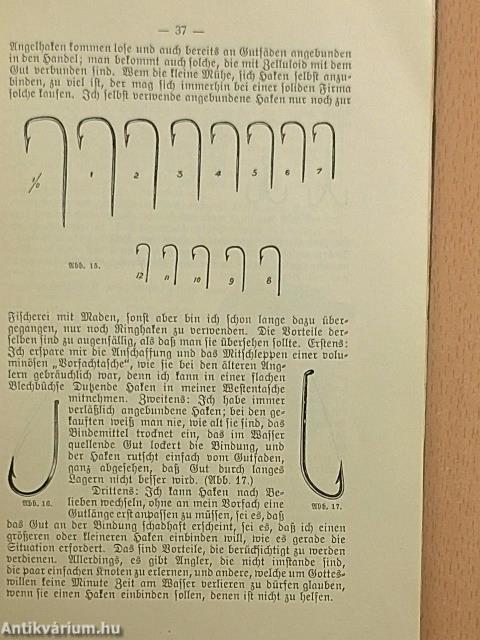 — 37 —
Angelhaken kommen lose und auch bereits an Gutfäden angebunden
in den Handel; man bekommt auch solche, die mit Zelluloid mit dem
Gut verbunden sind. Wem die kleine Mühe, sich Haken selbst anzu-
binden, zu viel ist, der mag sich immerhin bei einer soliden Firma
solche kaufen. Ich selbst verwende angebundene Haken nur noch zur
1/0 1 2 3 4 5 6 7
Abb. 15.
12 11 10 9 8
Fischerei mit Maden, sonst aber bin ich schon lange dazu über-
gegangen, nur noch Ringhaken zu verwenden. Die Vorteile der-
selben sind zu augenfällig, als daß man sie übersehen sollte. Erstens:
Ich erspare mir die Anschaffung und das Mitschleppen einer volu-
minösen „Vorfachtasche“, wie sie bei den älteren Ang-
lern gebräuchlich war, denn ich kann in einer flachen
Blechbüchse Dutzende Haken in meiner Westentasche
mitnehmen. Zweitens: Ich habe immer
verläßlich angebundene Haken; bei den ge-
kauften weiß man nie, wie alt sie sind, das
Bindemittel trocknet ein, das im Wasser
quellende Gut lockert die Bindung, und
der Haken rutscht einfach vom Gutfaden,
ganz abgesehen, daß Gut durch langes
Lagern nicht besser wird. (Abb. 17.)
Drittens: Ich kann Haken nach Be-
lieben wechseln, ohne an mein Vorfach eine
Gutlänge erst anpassen zu müssen, sei es, daß
Abb. 16.
Abb. 17.
das Gut an der Bindung schadhaft erscheint, sei es, daß ich einen
größeren oder kleineren Haken einbinden will, wie es gerade die
Situation erfordert. Das sind Vorteile, die berücksichtigt zu werden
verdienen. Allerdings, es gibt Angler, die nicht imstande sind,
die paar einfachen Knoten zu erlernen, und andere, welche um Gottes-
willen keine Minute Zeit am Wasser verlieren zu dürfen glauben,
wenn sie einen Haken einbinden sollen, denen ist nicht zu helfen.
Antikvárium.hu